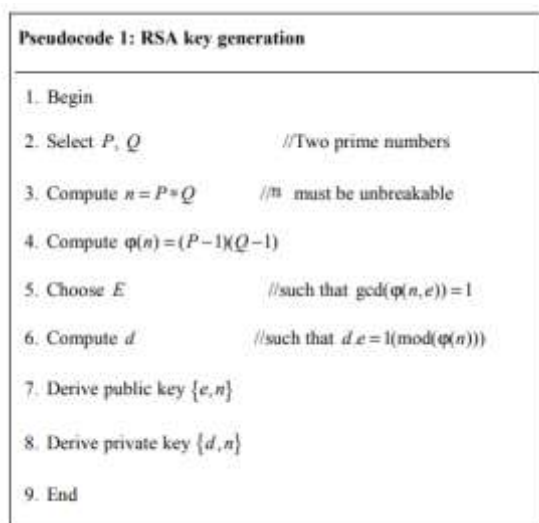 Pseudocode 1: RSA key generation
1. Begin
2. Select P, Q //Two prime numbers
3. Compute n = P*Q //n must be unbreakable
4. Compute φ(n) = (P−1)(Q−1)
5. Choose E //such that gcd(φ(n,e)) = 1
6. Compute d //such that d.e = 1(mod(φ(n)))
7. Derive public key {e,n}
8. Derive private key {d,n}
9. End